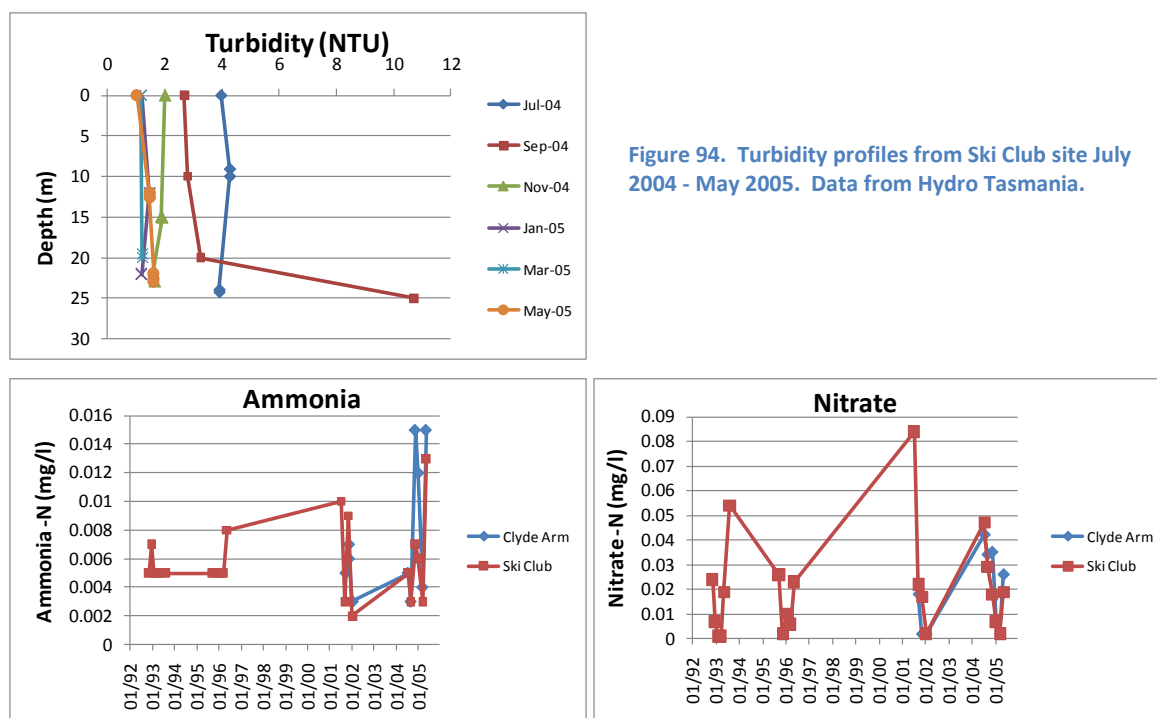 Turbidity (NTU)
0 2 4 6 8 10 12
0
5
10
15
20
25
30
Depth (m)
Jul-04
Sep-04
Nov-04
Jan-05
Mar-05
May-05
Figure 94. Turbidity profiles from Ski Club site July
2004 - May 2005. Data from Hydro Tasmania.
Ammonia
0.016
0.014
0.012
0.01
0.008
0.006
0.004
0.002
0
Ammonia -N (mg/l)
01/92
01/93
01/94
01/95
01/96
01/97
01/98
01/99
01/00
01/01
01/02
01/03
01/04
01/05
Clyde Arm
Ski Club
Nitrate
0.09
0.08
0.07
0.06
0.05
0.04
0.03
0.02
0.01
0
Nitrate -N (mg/l)
01/92
01/93
01/94
01/95
01/96
01/97
01/98
01/99
01/00
01/01
01/02
01/03
01/04
01/05
Clyde Arm
Ski Club